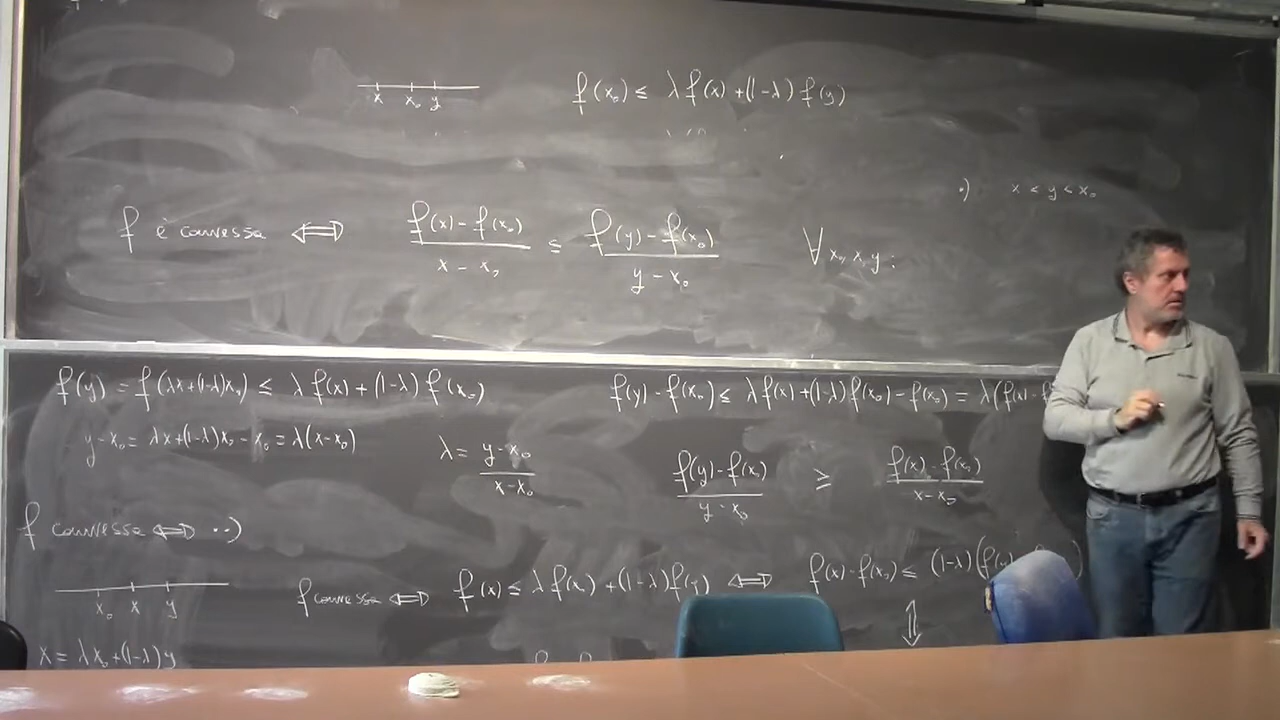 x x₀ y
f(x₀) ≤ λ f(x) + (1-λ) f(y)
•) x < y < x₀
f è convessa ⟺ f(x) - f(x₀) / x - x₀ ≤ f(y) - f(x₀) / y - x₀ ∀ x₀, x, y :
f(y) = f(λx+(1-λ)x₀) ≤ λ f(x) + (1-λ) f(x₀)
f(y) - f(x₀) ≤ λ f(x) + (1-λ) f(x₀) - f(x₀) = λ(f(x) - f
y - x₀ = λx+(1-λ)x₀ - x₀ = λ(x-x₀)
λ = y-x₀ / x-x₀
f(y) - f(x₀) / y - x₀ ≥ f(x) - f(x₀) / x - x₀
f convessa ⟺ ••)
x₀ x y
f convessa ⟺ f(x) ≤ λ f(x₀) + (1-λ) f(y) ⟺ f(x) - f(x₀) ≤ (1-λ)(f(y)
⇕
x = λ x₀ + (1-λ) y